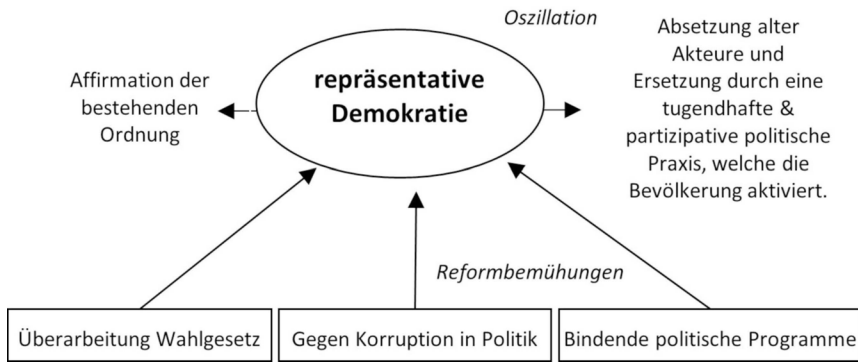 Oszillation
Affirmation der
bestehenden
Ordnung
repräsentative
Demokratie
Absetzung alter
Akteure und
Ersetzung durch eine
tugendhafte &
partizipative politische
Praxis, welche die
Bevölkerung aktiviert.
Reformbemühungen
Überarbeitung Wahlgesetz
Gegen Korruption in Politik
Bindende politische Programme